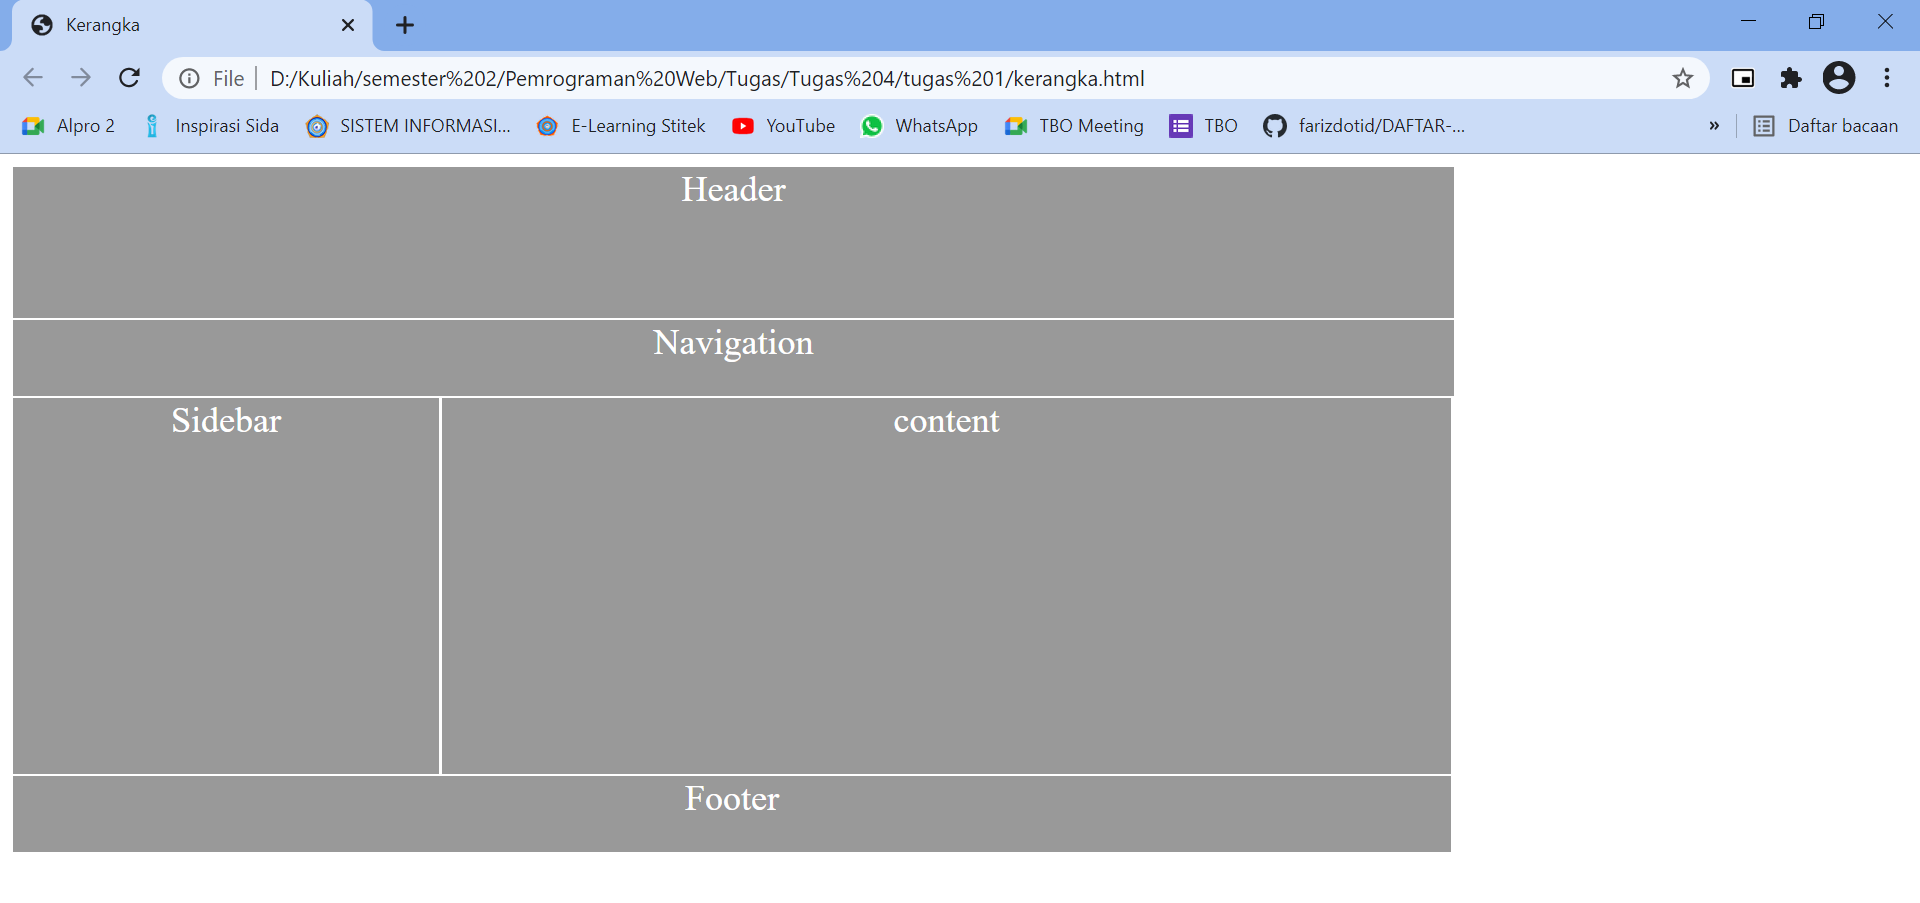 Kerangka
File D:/Kuliah/semester%202/Pemrograman%20Web/Tugas/Tugas%204/tugas%201/kerangka.html
Alpro 2 Inspirasi Sida SISTEM INFORMASI... E-Learning Stitek YouTube WhatsApp TBO Meeting TBO farizdotid/DAFTAR-... » Daftar bacaan
Header
Navigation
Sidebar content
Footer